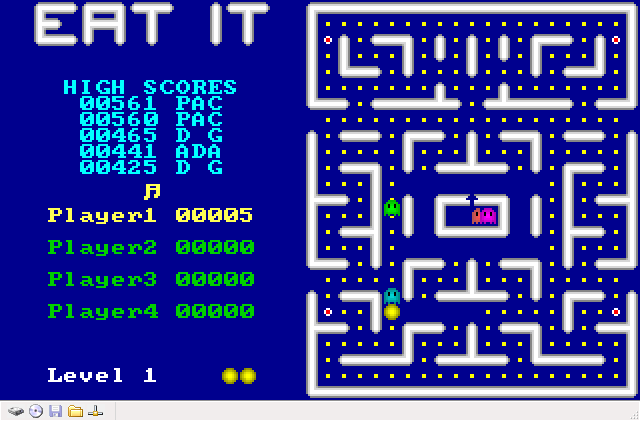 EAT IT
HIGH SCORES
00561 PAC
00560 PAC
00465 D G
00441 ADA
00425 D G
Player1 00005
Player2 00000
Player3 00000
Player4 00000
Level 1